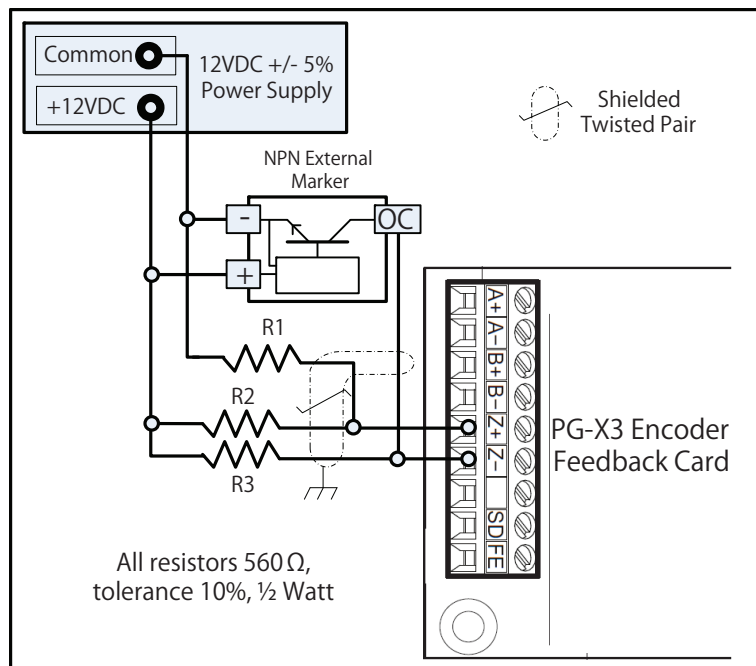 Common
+12VDC
12VDC +/- 5%
Power Supply
Shielded
Twisted Pair
NPN External
Marker
-
OC
+
R1
R2
R3
A+
A-
B+
B-
Z+
Z-
SD
FE
PG-X3 Encoder
Feedback Card
All resistors 560 Ω,
tolerance 10%, ½ Watt